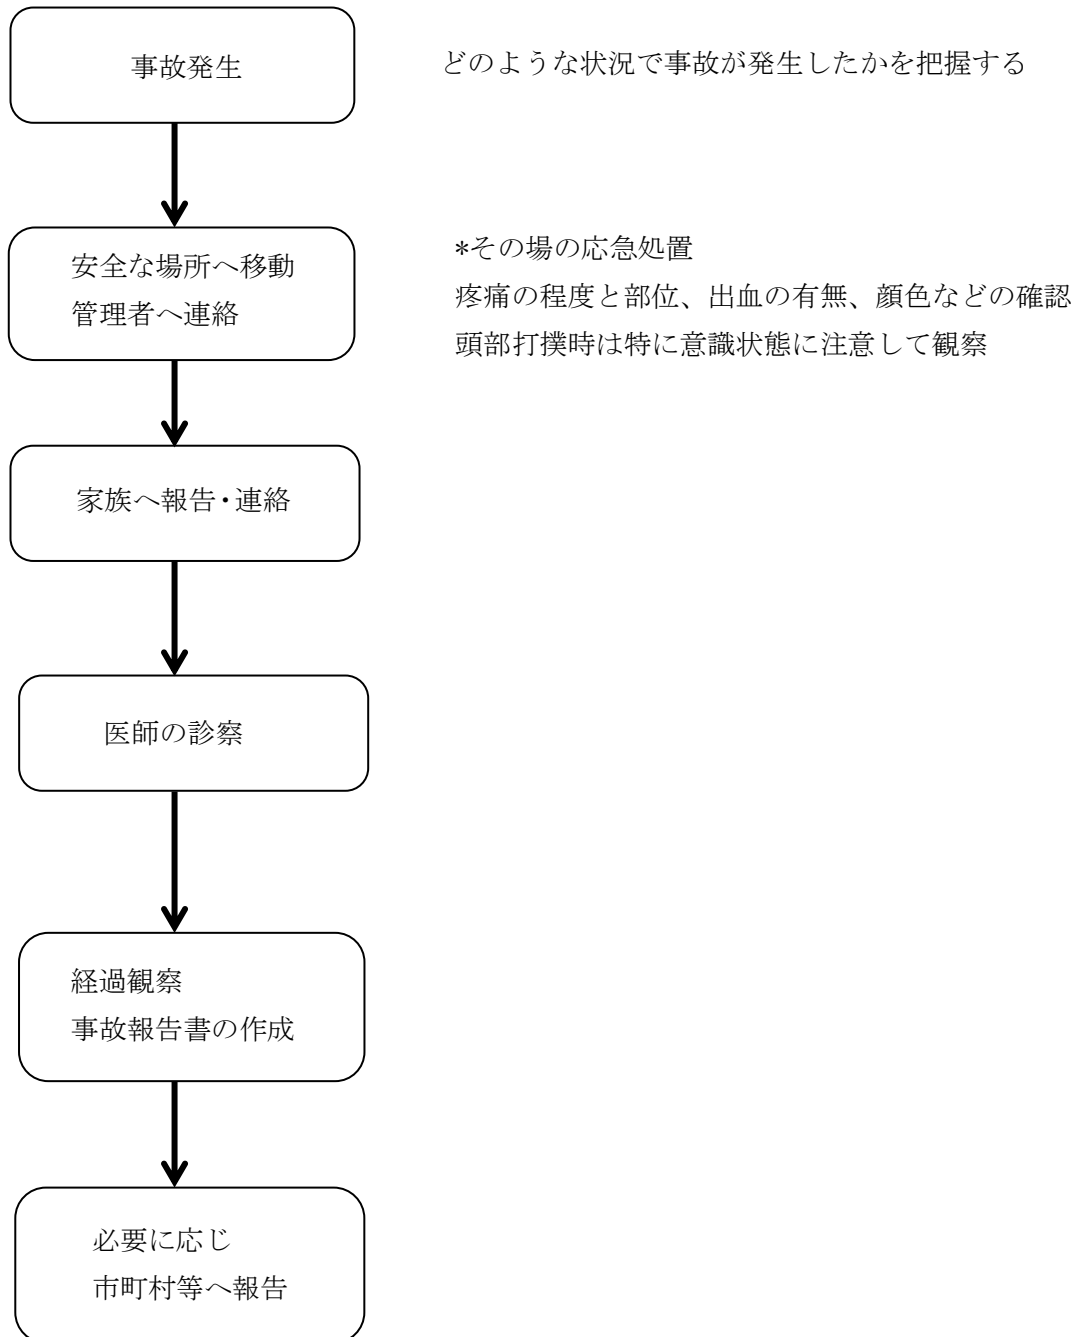 事故発生
どのような状況で事故が発生したかを把握する
安全な場所へ移動
管理者へ連絡
*その場の応急処置
疼痛の程度と部位、出血の有無、顔色などの確認
頭部打撲時は特に意識状態に注意して観察
家族へ報告・連絡
医師の診察
経過観察
事故報告書の作成
必要に応じ
市町村等へ報告